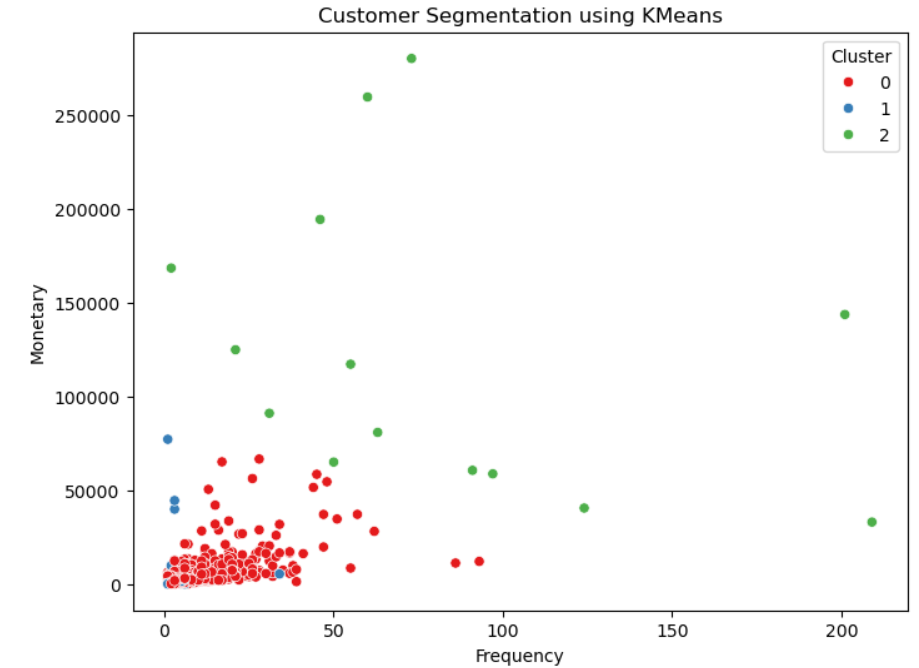 Customer Segmentation using KMeans
Cluster
0
1
2
Monetary
250000
200000
150000
100000
50000
0
0 50 100 150 200
Frequency